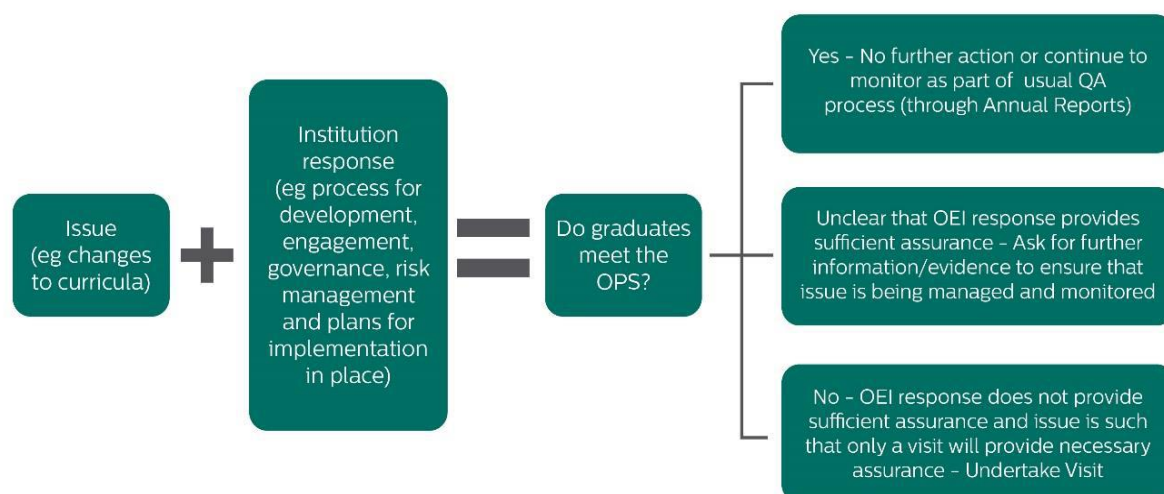 Issue
(eg changes
to curricula)
+
Institution
response
(eg process for
development,
engagement,
governance, risk
management
and plans for
implementation
in place)
=
Do graduates
meet the
OPS?
Yes - No further action or continue to
monitor as part of usual QA
process (through Annual Reports)
Unclear that OEI response provides
sufficient assurance - Ask for further
information/evidence to ensure that
issue is being managed and monitored
No - OEI response does not provide
sufficient assurance and issue is such
that only a visit will provide necessary
assurance - Undertake Visit